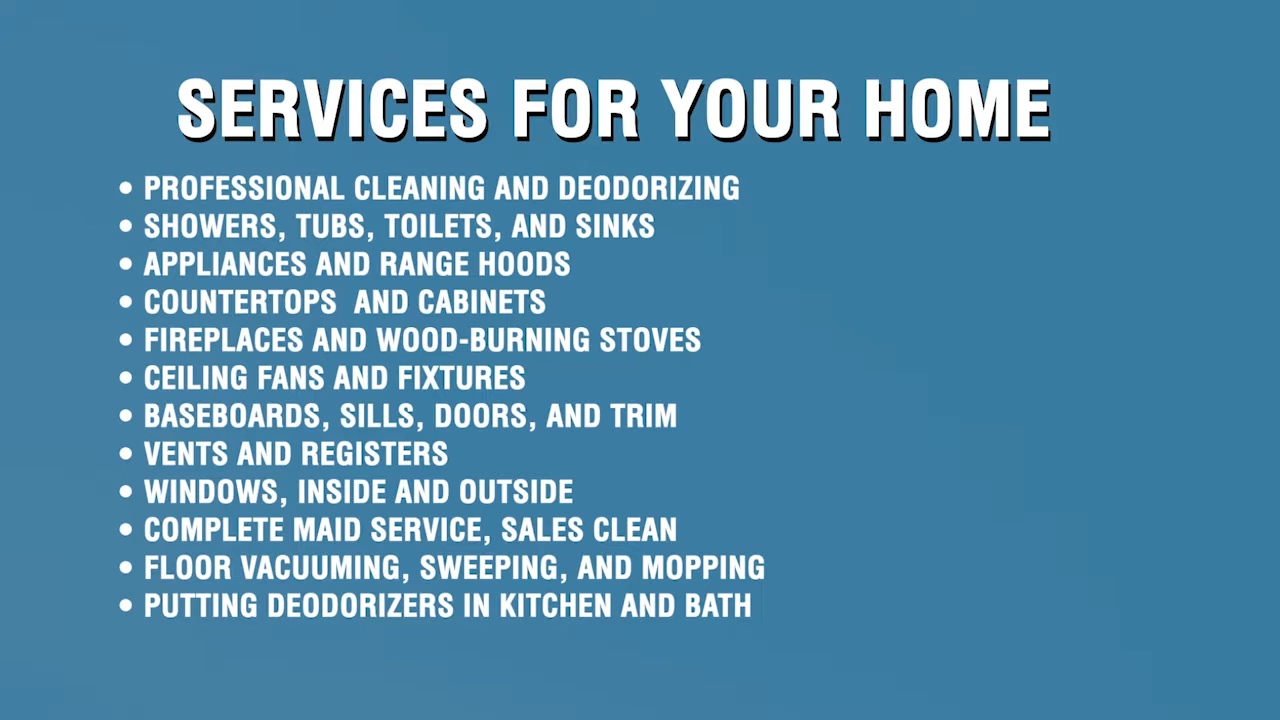 SERVICES FOR YOUR HOME
• PROFESSIONAL CLEANING AND DEODORIZING
• SHOWERS, TUBS, TOILETS, AND SINKS
• APPLIANCES AND RANGE HOODS
• COUNTERTOPS  AND CABINETS
• FIREPLACES AND WOOD-BURNING STOVES
• CEILING FANS AND FIXTURES
• BASEBOARDS, SILLS, DOORS, AND TRIM
• VENTS AND REGISTERS
• WINDOWS, INSIDE AND OUTSIDE
• COMPLETE MAID SERVICE, SALES CLEAN
• FLOOR VACUUMING, SWEEPING, AND MOPPING
• PUTTING DEODORIZERS IN KITCHEN AND BATH